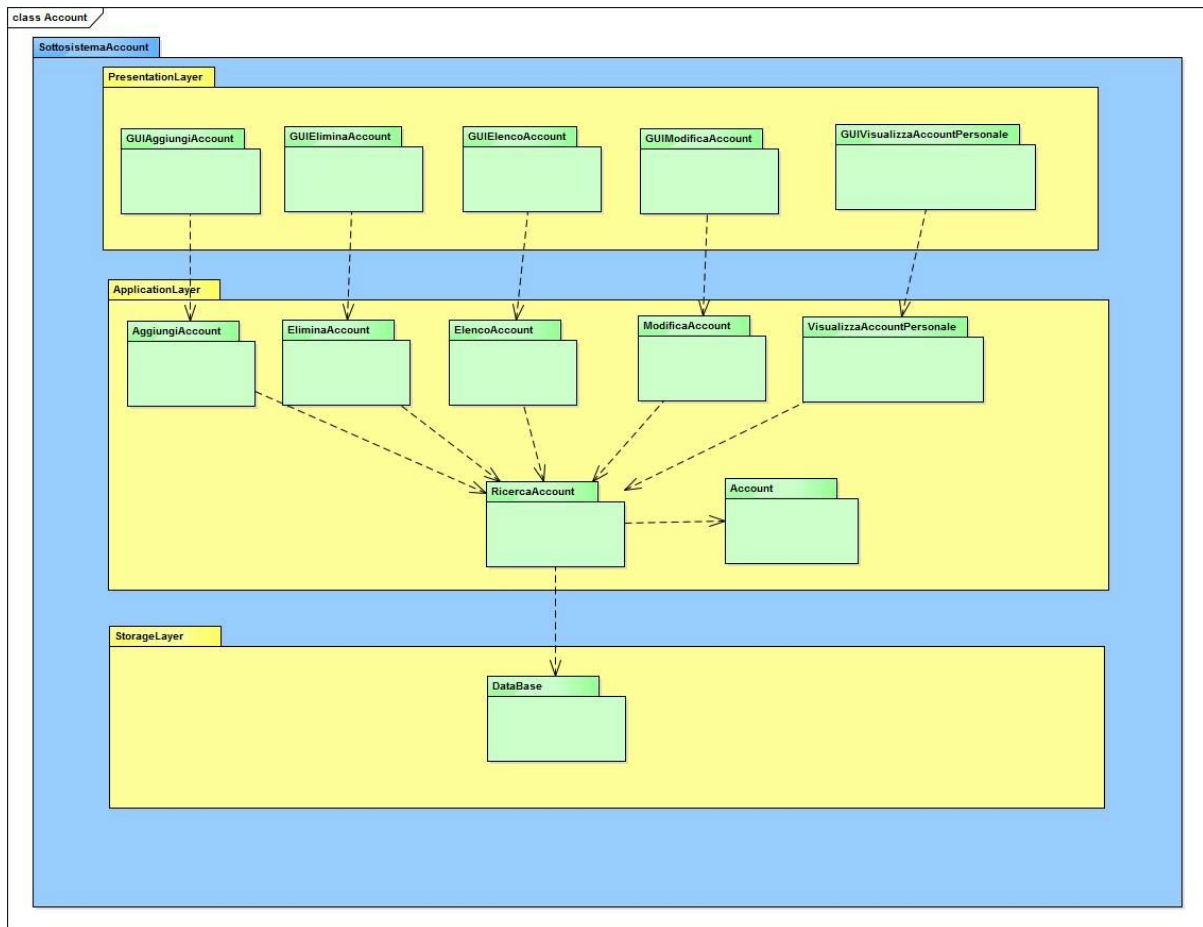 class Account
SottosistemaAccount
PresentationLayer
GUIAggiungiAccount
GUIEliminaAccount
GUIElencoAccount
GUIModificaAccount
GUIVisualizzaAccountPersonale
ApplicationLayer
AggiungiAccount
EliminaAccount
ElencoAccount
ModificaAccount
VisualizzaAccountPersonale
RicercaAccount
Account
StorageLayer
DataBase